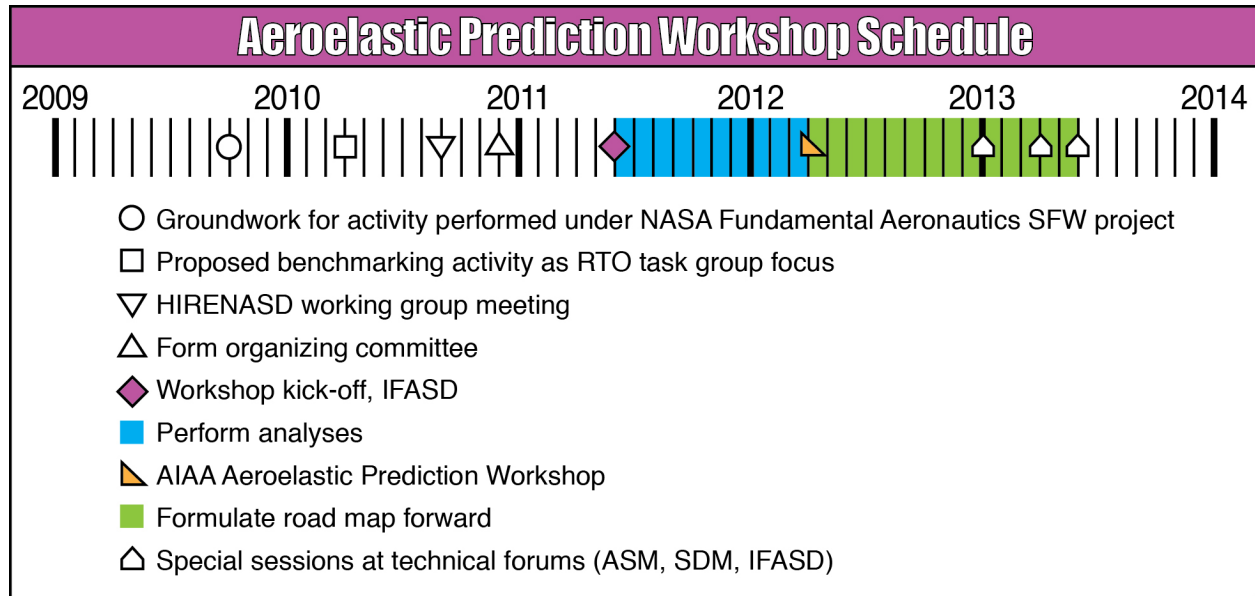 Aeroelastic Prediction Workshop Schedule
2009 2010 2011 2012 2013 2014
Groundwork for activity performed under NASA Fundamental Aeronautics SFW project
Proposed benchmarking activity as RTO task group focus
HIRENASD working group meeting
Form organizing committee
Workshop kick-off, IFASD
Perform analyses
AIAA Aeroelastic Prediction Workshop
Formulate road map forward
Special sessions at technical forums (ASM, SDM, IFASD)